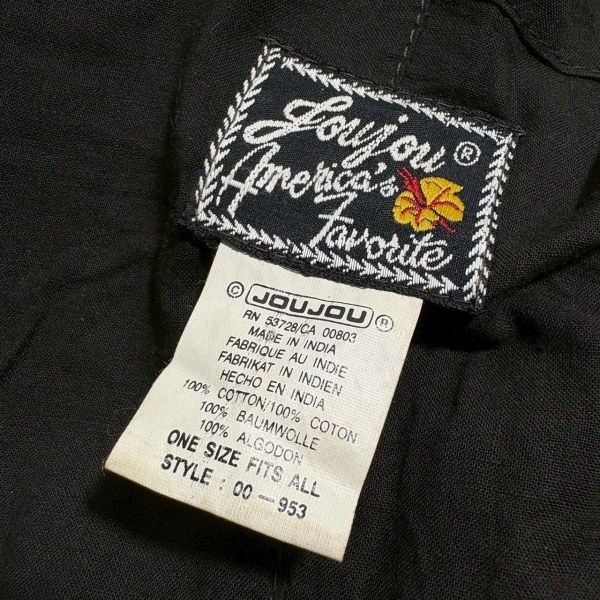 Joujou®
America's
Favorite
© JOUJOU ®
RN 53728/CA 00803
MADE IN INDIA
FABRIQUE AU INDIE
FABRIKAT IN INDIEN
HECHO EN INDIA
100% COTTON/100% COTON
100% BAUMWOLLE
100% ALGODON
ONE SIZE FITS ALL
STYLE : 00-953